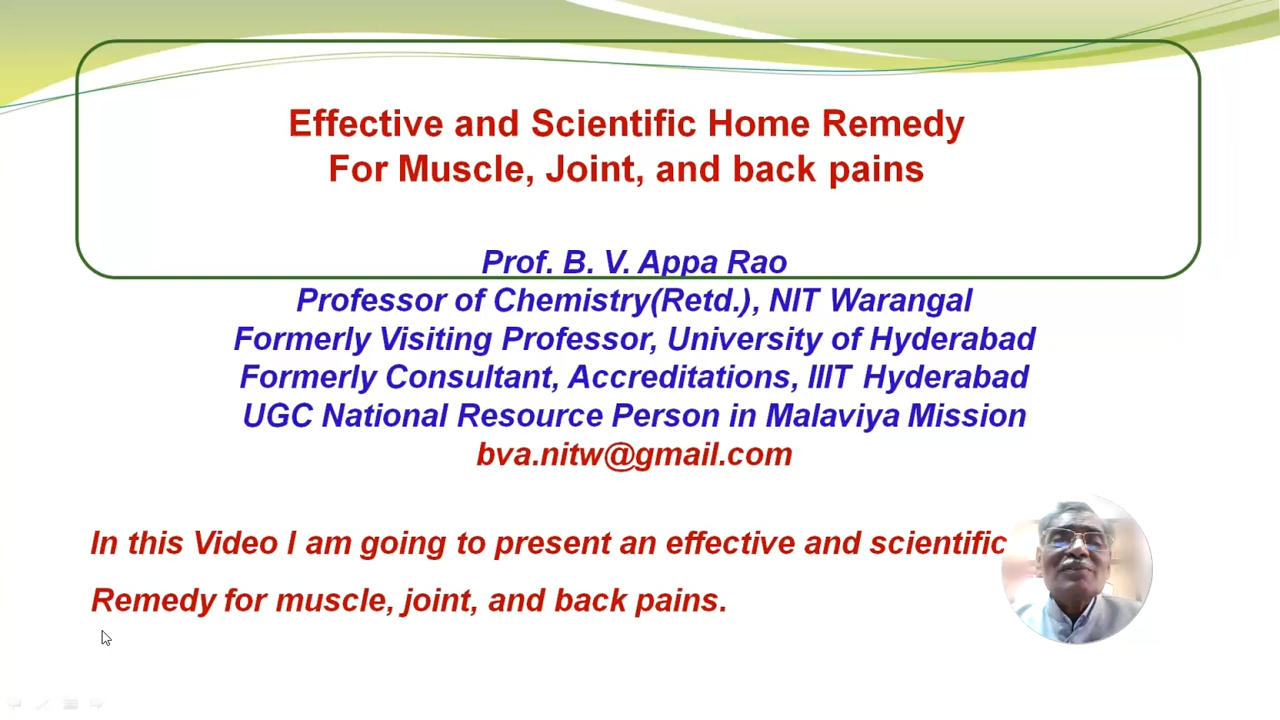 Effective and Scientific Home Remedy
For Muscle, Joint, and back pains
Prof. B. V. Appa Rao
Professor of Chemistry(Retd.), NIT Warangal
Formerly Visiting Professor, University of Hyderabad
Formerly Consultant, Accreditations, IIIT Hyderabad
UGC National Resource Person in Malaviya Mission
bva.nitw@gmail.com
In this Video I am going to present an effective and scientific
Remedy for muscle, joint, and back pains.